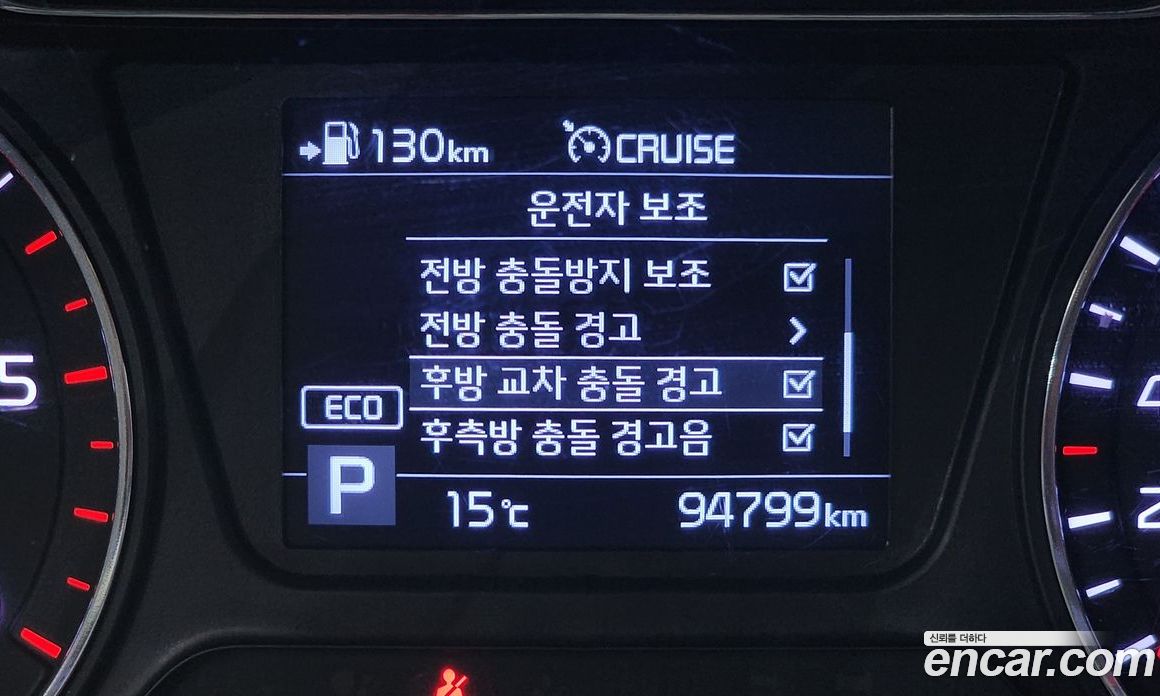 130km CRUISE
운전자 보조
전방 충돌방지 보조
전방 충돌 경고
후방 교차 충돌 경고
ECO
후측방 충돌 경고음
P
15℃ 94799km
5
신뢰를 더하다
encar.com